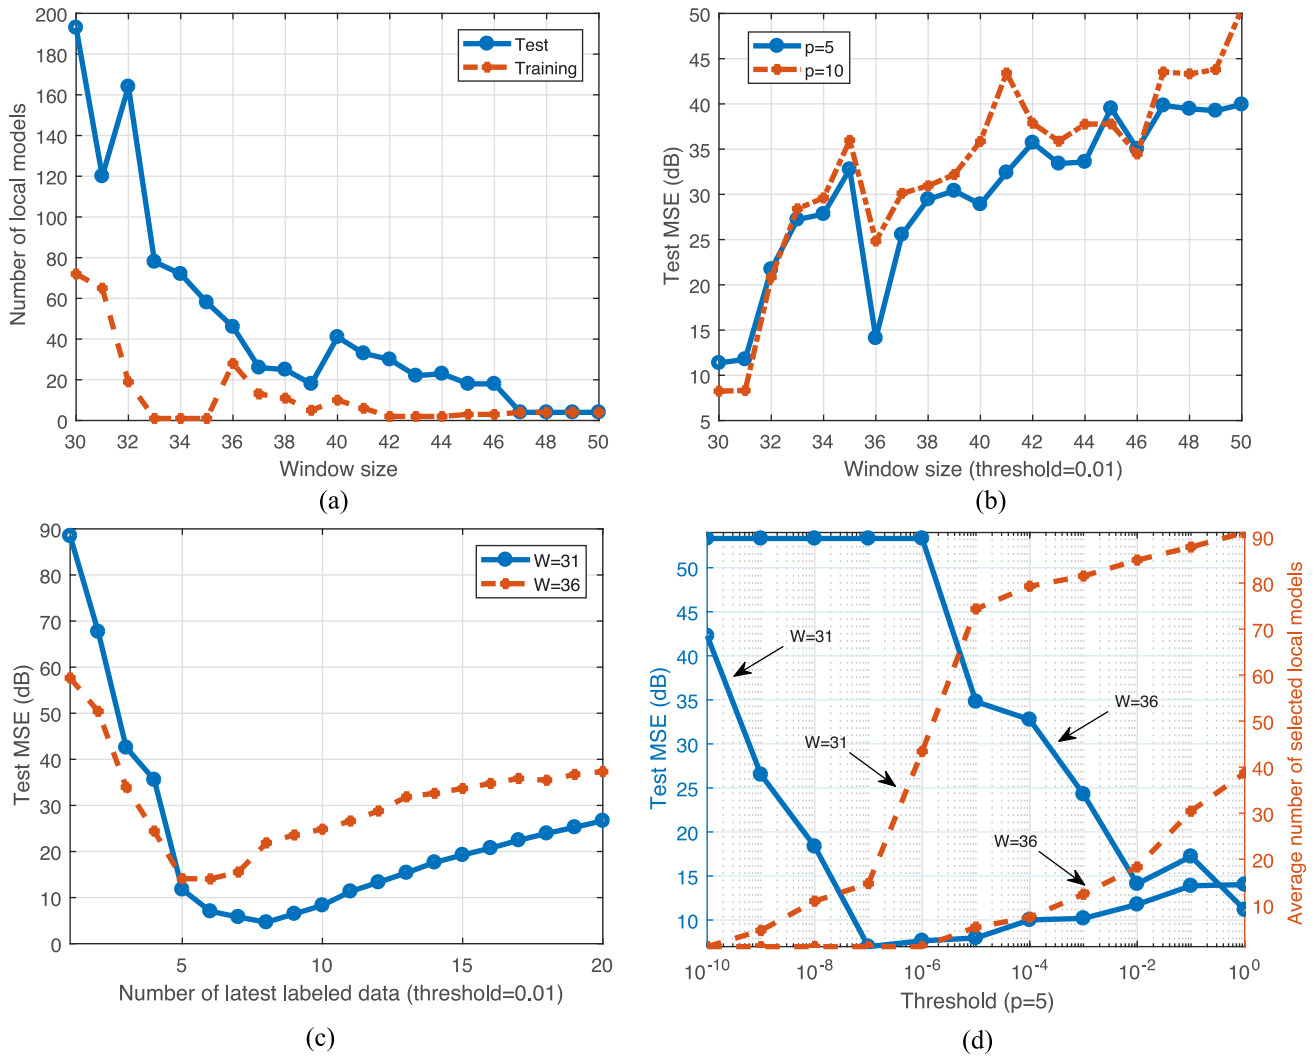 200
180
160
140
120
100
80
60
40
20
0
Number of local models
Test
Training
30 32 34 36 38 40 42 44 46 48 50
Window size
(a)
50
45
40
35
30
25
20
15
10
5
Test MSE (dB)
p=5
p=10
30 32 34 36 38 40 42 44 46 48 50
Window size (threshold=0.01)
(b)
90
80
70
60
50
40
30
20
10
0
Test MSE (dB)
W=31
W=36
5 10 15 20
Number of latest labeled data (threshold=0.01)
(c)
50
45
40
35
30
25
20
15
10
Test MSE (dB)
W=31
W=31
W=36
W=36
90
80
70
60
50
40
30
20
10
Average number of selected local models
10⁻¹⁰ 10⁻⁸ 10⁻⁶ 10⁻⁴ 10⁻² 10⁰
Threshold (p=5)
(d)